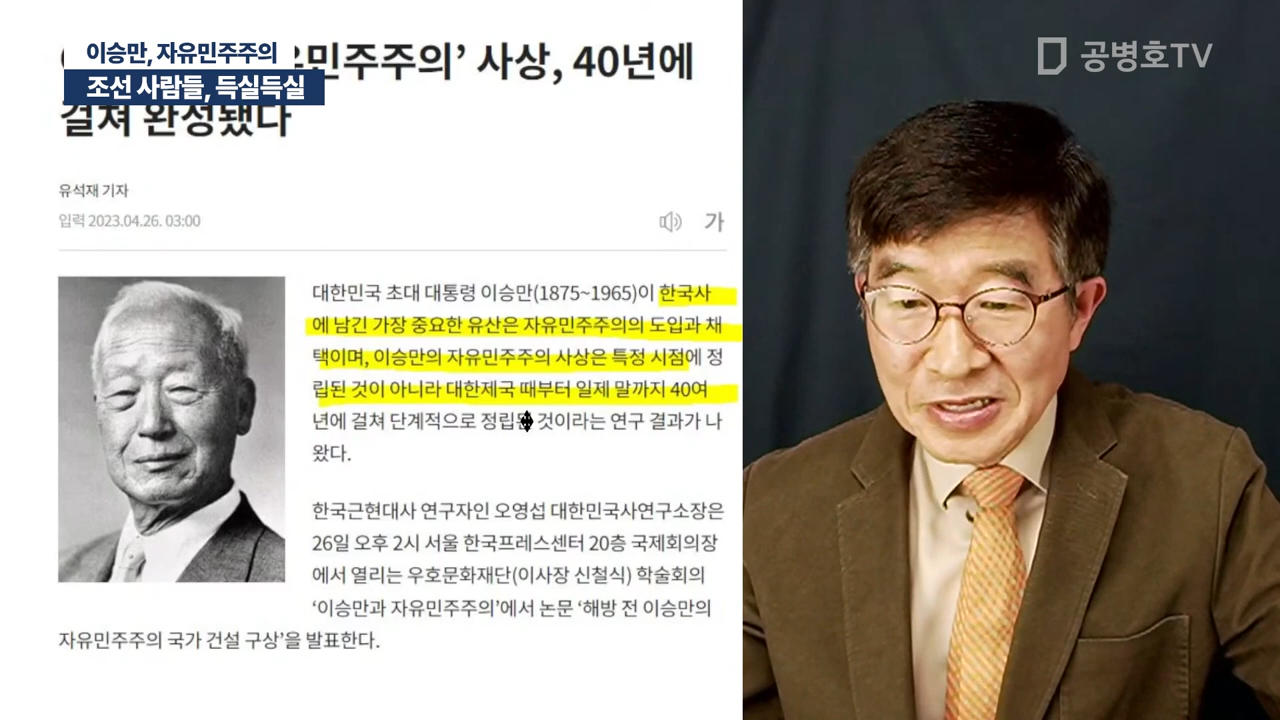 이승만, 자유민주주의
조선 사람들, 득실득실
공병호TV
유민주주의’ 사상, 40년에
걸쳐 완성됐다
유석재 기자
입력 2023.04.26. 03:00
가
대한민국 초대 대통령 이승만(1875~1965)이 한국사
에 남긴 가장 중요한 유산은 자유민주주의의 도입과 채
택이며, 이승만의 자유민주주의 사상은 특정 시점에 정
립된 것이 아니라 대한제국 때부터 일제 말까지 40여
년에 걸쳐 단계적으로 정립된 것이라는 연구 결과가 나
왔다.
한국근현대사 연구자인 오영섭 대한민국사연구소장은
26일 오후 2시 서울 한국프레스센터 20층 국제회의장
에서 열리는 우호문화재단(이사장 신철식) 학술회의
‘이승만과 자유민주주의’에서 논문 ‘해방 전 이승만의
자유민주주의 국가 건설 구상’을 발표한다.